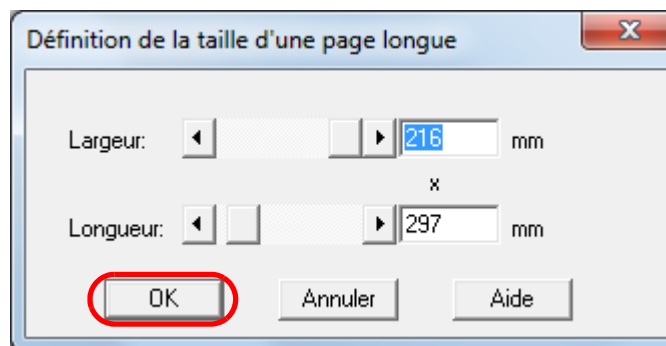 Définition de la taille d'une page longue
Largeur: 216 mm
x
Longueur: 297 mm
OK Annuler Aide